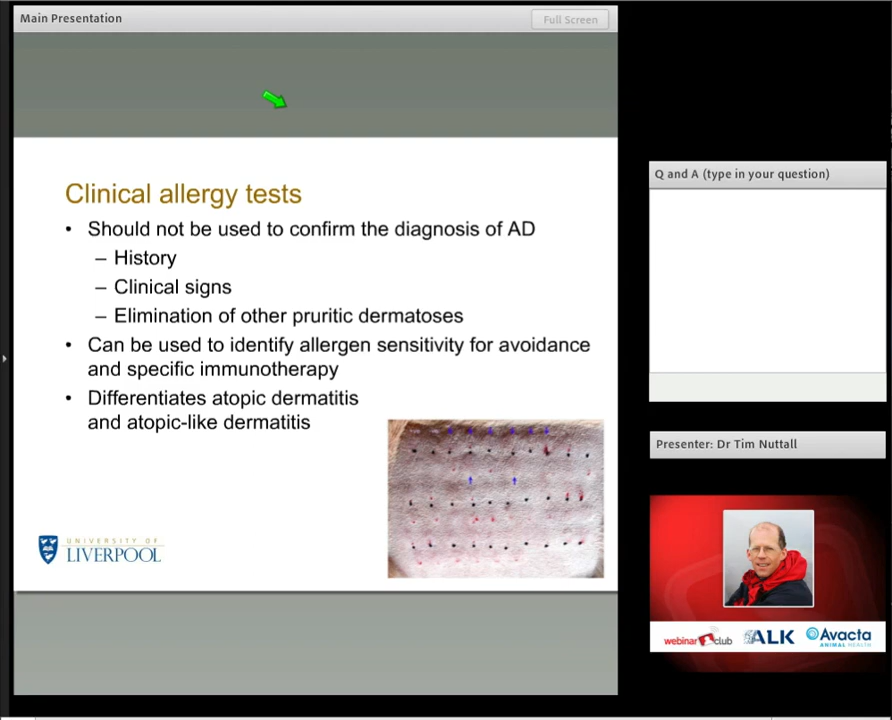 Main Presentation
Full Screen
Clinical allergy tests
• Should not be used to confirm the diagnosis of AD
– History
– Clinical signs
– Elimination of other pruritic dermatoses
• Can be used to identify allergen sensitivity for avoidance
and specific immunotherapy
• Differentiates atopic dermatitis
and atopic-like dermatitis
UNIVERSITY OF
LIVERPOOL
Q and A (type in your question)
Presenter: Dr Tim Nuttall
webinar club
ALK
Avacta
ANIMAL HEALTH